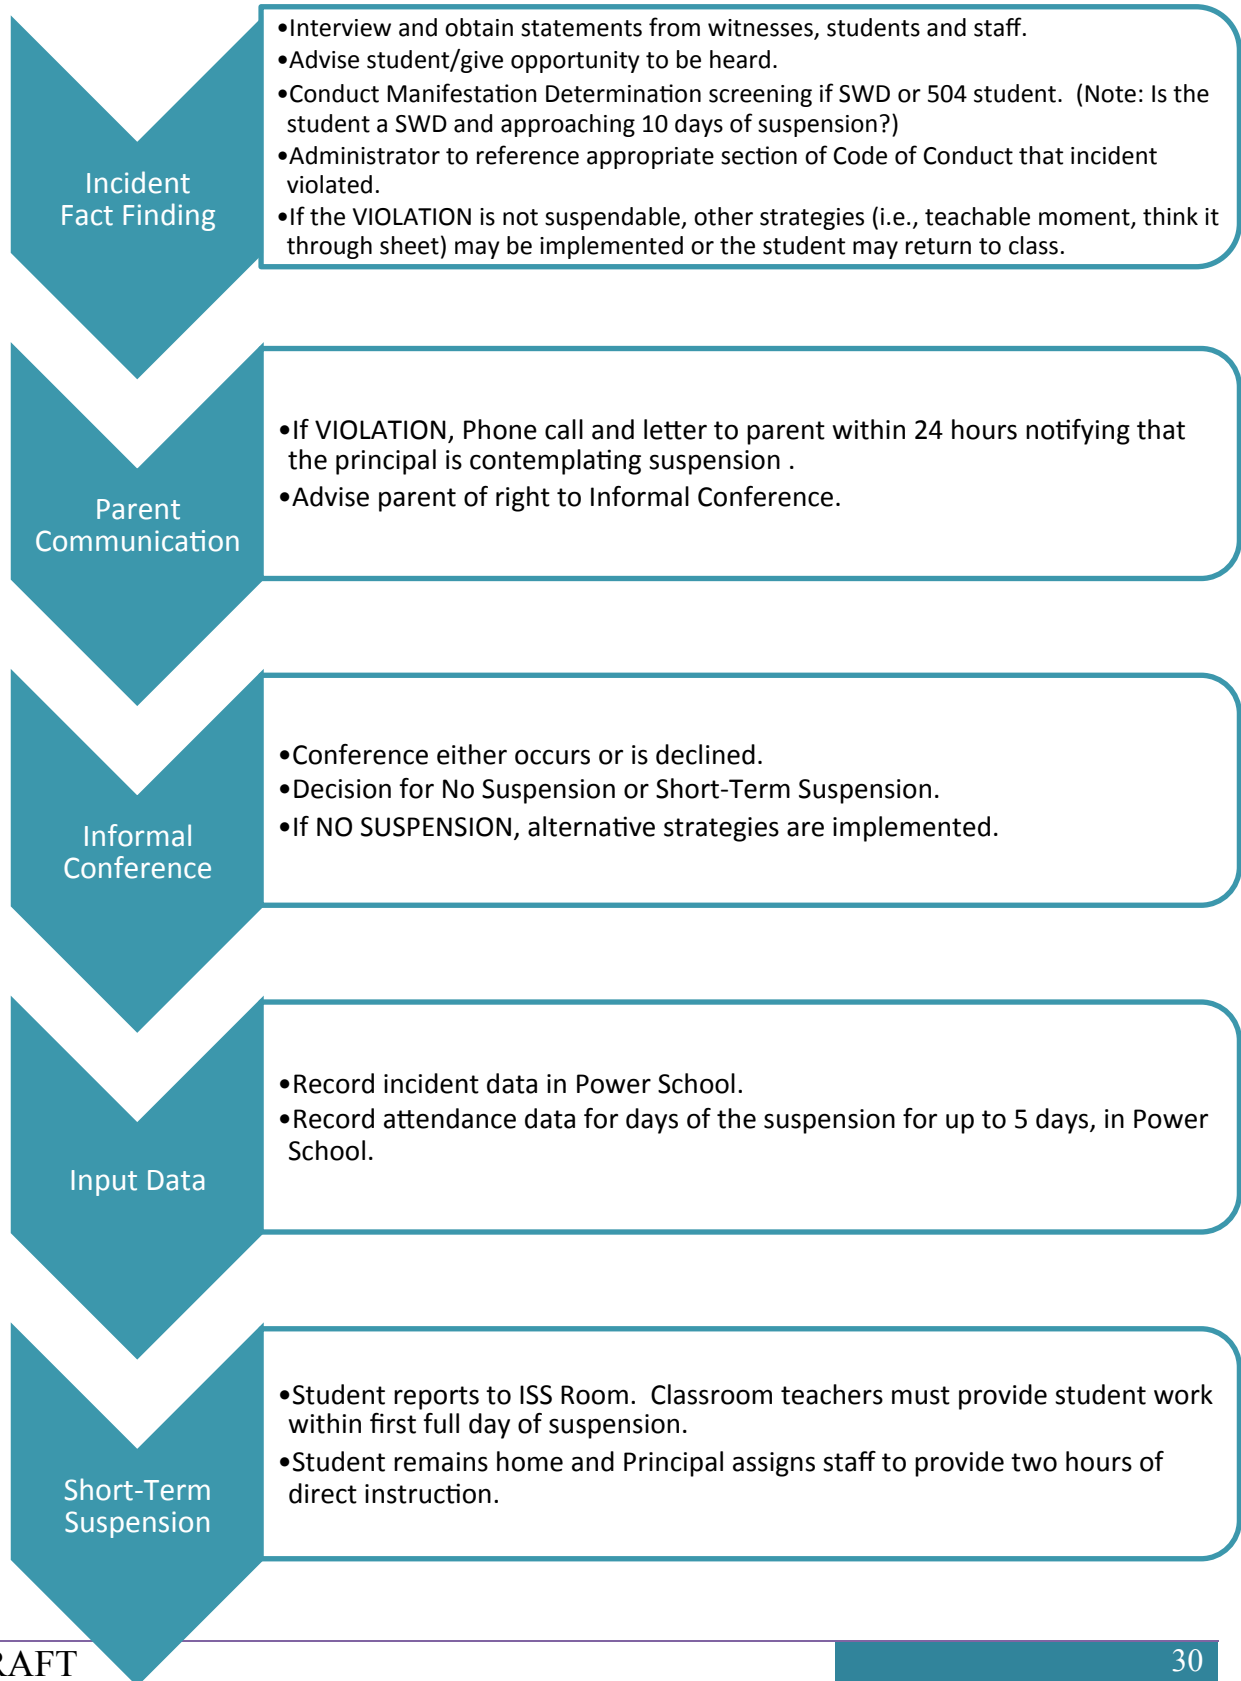 Incident
Fact Finding
•Interview and obtain statements from witnesses, students and staff.
•Advise student/give opportunity to be heard.
•Conduct Manifestation Determination screening if SWD or 504 student.  (Note: Is the
student a SWD and approaching 10 days of suspension?)
•Administrator to reference appropriate section of Code of Conduct that incident
violated.
•If the VIOLATION is not suspendable, other strategies (i.e., teachable moment, think it
through sheet) may be implemented or the student may return to class.
Parent
Communication
•If VIOLATION, Phone call and letter to parent within 24 hours notifying that
the principal is contemplating suspension .
•Advise parent of right to Informal Conference.
Informal
Conference
•Conference either occurs or is declined.
•Decision for No Suspension or Short-Term Suspension.
•If NO SUSPENSION, alternative strategies are implemented.
Input Data
•Record incident data in Power School.
•Record attendance data for days of the suspension for up to 5 days, in Power
School.
Short-Term
Suspension
•Student reports to ISS Room.  Classroom teachers must provide student work
within first full day of suspension.
•Student remains home and Principal assigns staff to provide two hours of
direct instruction.
RAFT
30